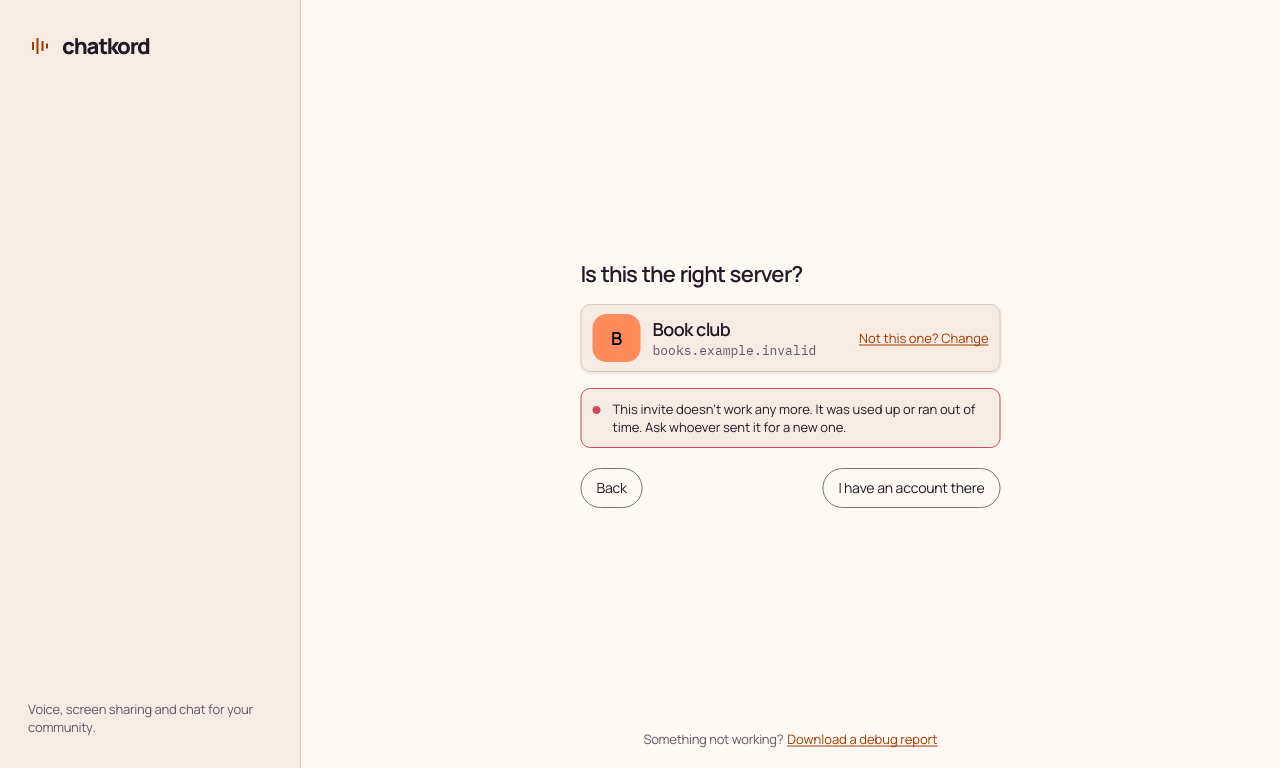 chatkord
Is this the right server?
B
Book club
books.example.invalid
Not this one? Change
This invite doesn't work any more. It was used up or ran out of
time. Ask whoever sent it for a new one.
Back
I have an account there
Voice, screen sharing and chat for your
community.
Something not working? Download a debug report